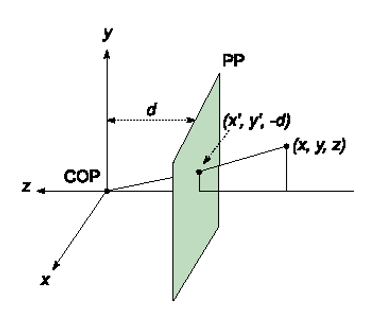 y
PP
d
(x', y', -d)
(x, y, z)
COP
z
x